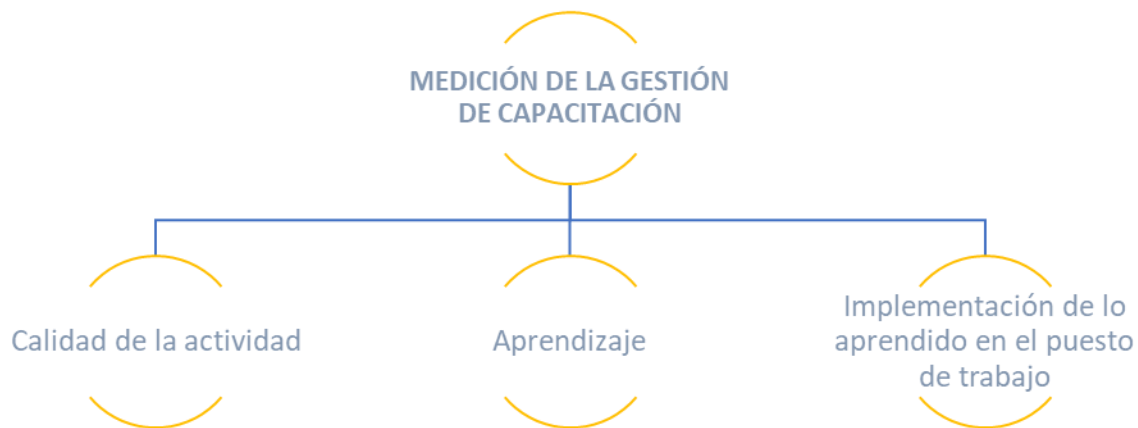 MEDICIÓN DE LA GESTIÓN
DE CAPACITACIÓN
Calidad de la actividad
Aprendizaje
Implementación de lo
aprendido en el puesto
de trabajo